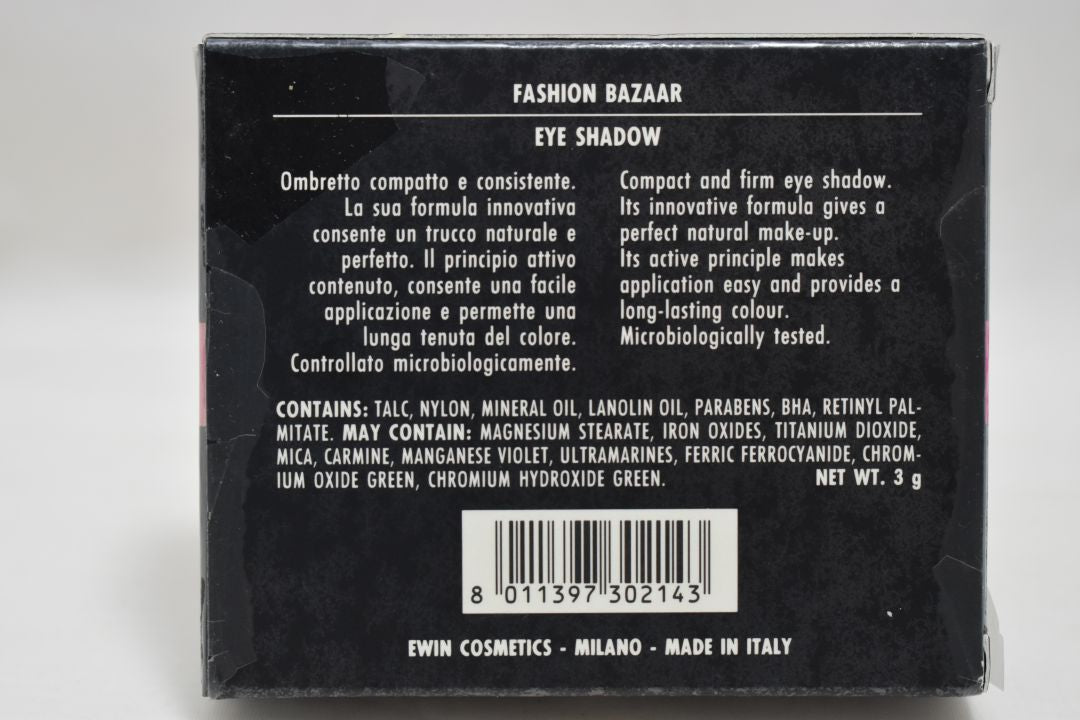 FASHION BAZAAR
EYE SHADOW
Ombretto compatto e consistente.
La sua formula innovativa
consente un trucco naturale e
perfetto. Il principio attivo
contenuto, consente una facile
applicazione e permette una
lunga tenuta del colore.
Controllato microbiologicamente.
Compact and firm eye shadow.
Its innovative formula gives a
perfect natural make-up.
Its active principle makes
application easy and provides a
long-lasting colour.
Microbiologically tested.
CONTAINS: TALC, NYLON, MINERAL OIL, LANOLIN OIL, PARABENS, BHA, RETINYL PAL-
MITATE. MAY CONTAIN: MAGNESIUM STEARATE, IRON OXIDES, TITANIUM DIOXIDE,
MICA, CARMINE, MANGANESE VIOLET, ULTRAMARINES, FERRIC FERROCYANIDE, CHROM-
IUM OXIDE GREEN, CHROMIUM HYDROXIDE GREEN. NET WT. 3 g
8 011397 302143
EWIN COSMETICS - MILANO - MADE IN ITALY